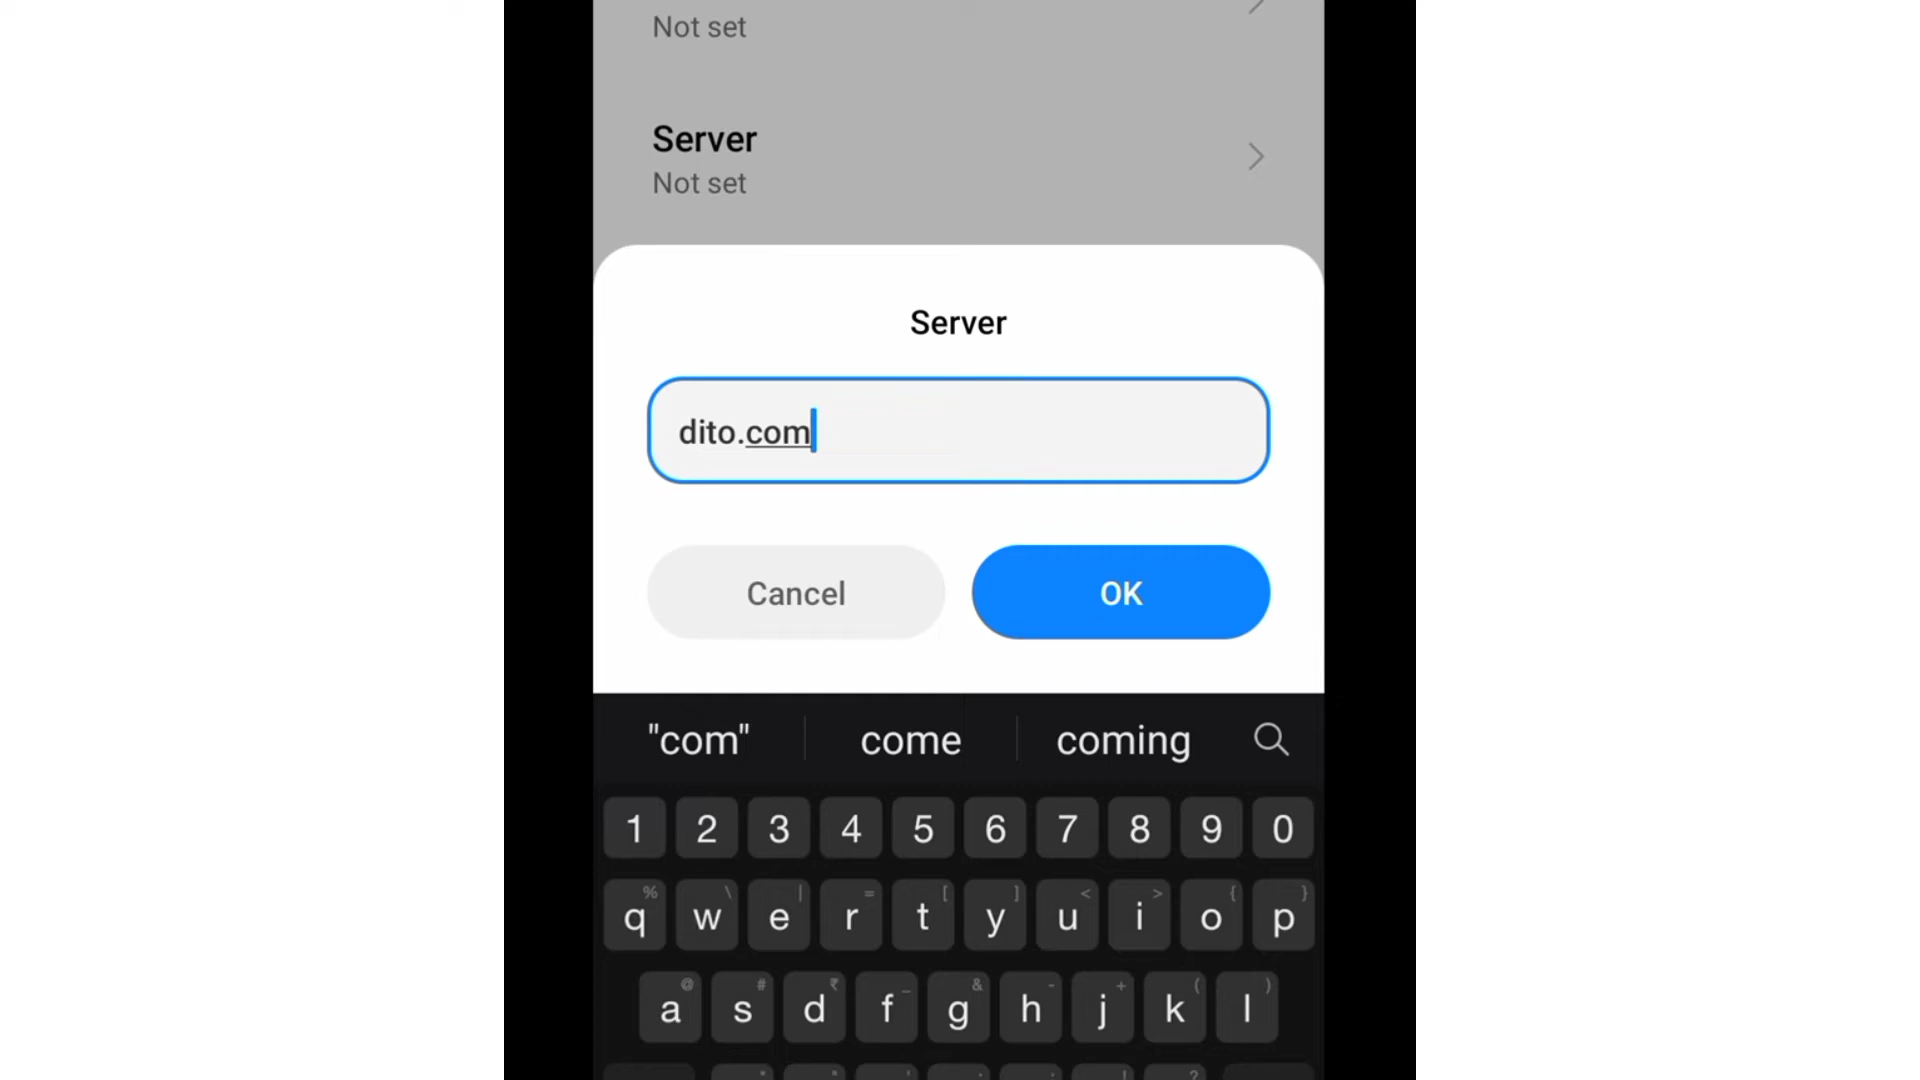 Not set
Server
Not set
Server
dito.com
Cancel OK
"com" come coming
1 2 3 4 5 6 7 8 9 0
% \ | = [ ] < > { }
q w e r t y u i o p
@ # ₹ _ & - + ( )
a s d f g h j k l